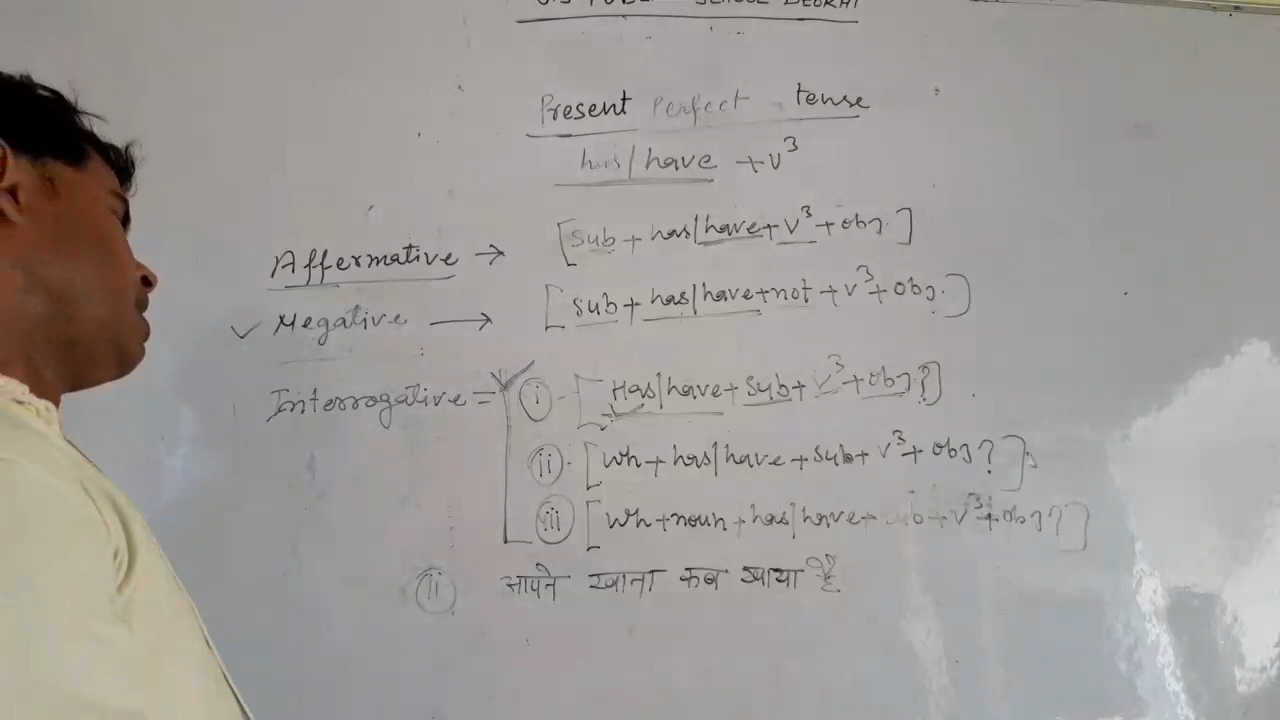 SCHOOL DEORHI
Present Perfect tense
has/have + v³
Affermative → [sub + has/have + v³ + obj.]
✓ Negative → [sub + has/have + not + v³ + obj.]
Interrogative = (i) - [Has/have + sub + v³ + obj.?]
(ii) - [wh + has/have + sub + v³ + obj?]
(iii) [wh + noun + has/have + sub + v³ + obj?]
(ii) आपने खाना कब खाया है